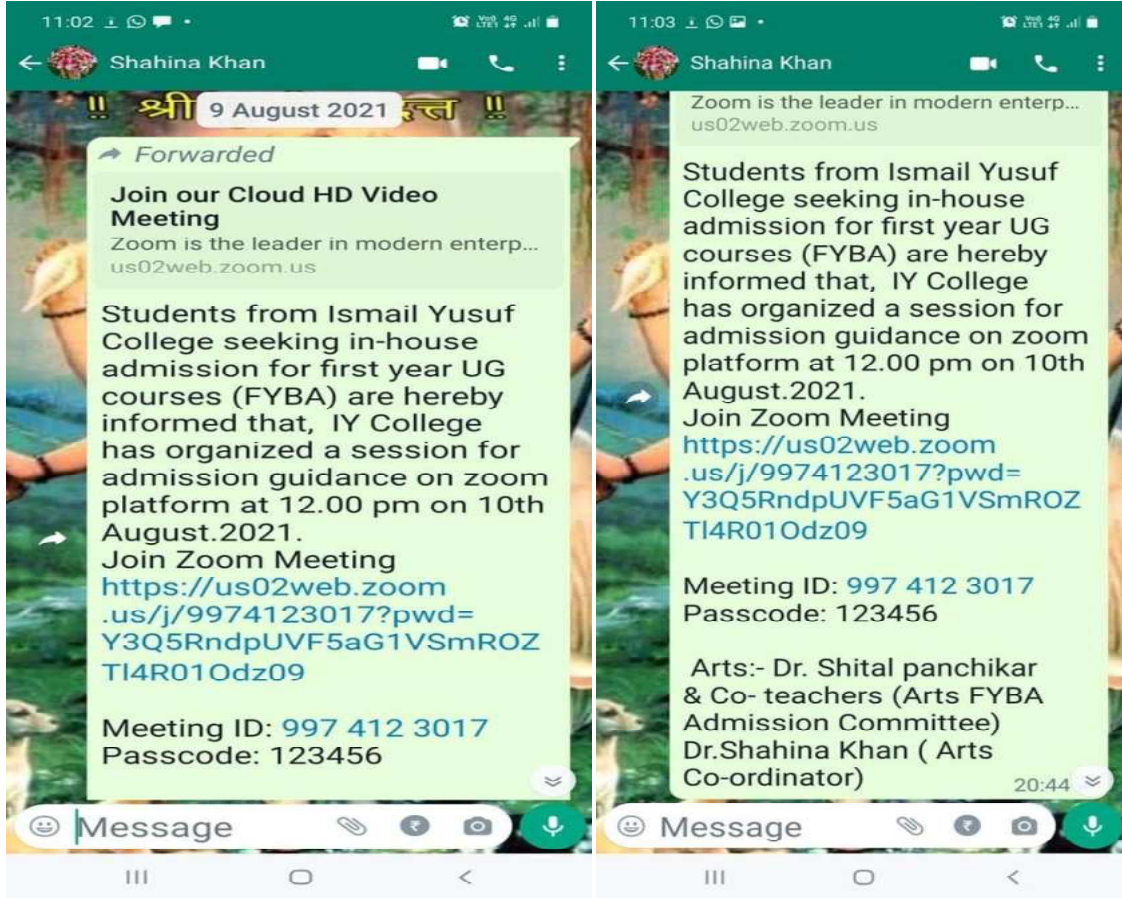 11:02
Vo)) 4G
LTE1
Shahina Khan
!! श्री
9 August 2021
दत्त !!
Forwarded
Join our Cloud HD Video
Meeting
Zoom is the leader in modern enterp...
us02web.zoom.us
Students from Ismail Yusuf
College seeking in-house
admission for first year UG
courses (FYBA) are hereby
informed that, IY College
has organized a session for
admission guidance on zoom
platform at 12.00 pm on 10th
August.2021.
Join Zoom Meeting
https://us02web.zoom
.us/j/9974123017?pwd=
Y3Q5RndpUVF5aG1VSmROZ
Tl4R01Odz09
Meeting ID: 997 412 3017
Passcode: 123456
Message
11:03
Vo)) 4G
LTE1
Shahina Khan
Zoom is the leader in modern enterp...
us02web.zoom.us
Students from Ismail Yusuf
College seeking in-house
admission for first year UG
courses (FYBA) are hereby
informed that, IY College
has organized a session for
admission guidance on zoom
platform at 12.00 pm on 10th
August.2021.
Join Zoom Meeting
https://us02web.zoom
.us/j/9974123017?pwd=
Y3Q5RndpUVF5aG1VSmROZ
Tl4R01Odz09
Meeting ID: 997 412 3017
Passcode: 123456
Arts:- Dr. Shital panchikar
& Co- teachers (Arts FYBA
Admission Committee)
Dr.Shahina Khan ( Arts
Co-ordinator)
20:44
Message